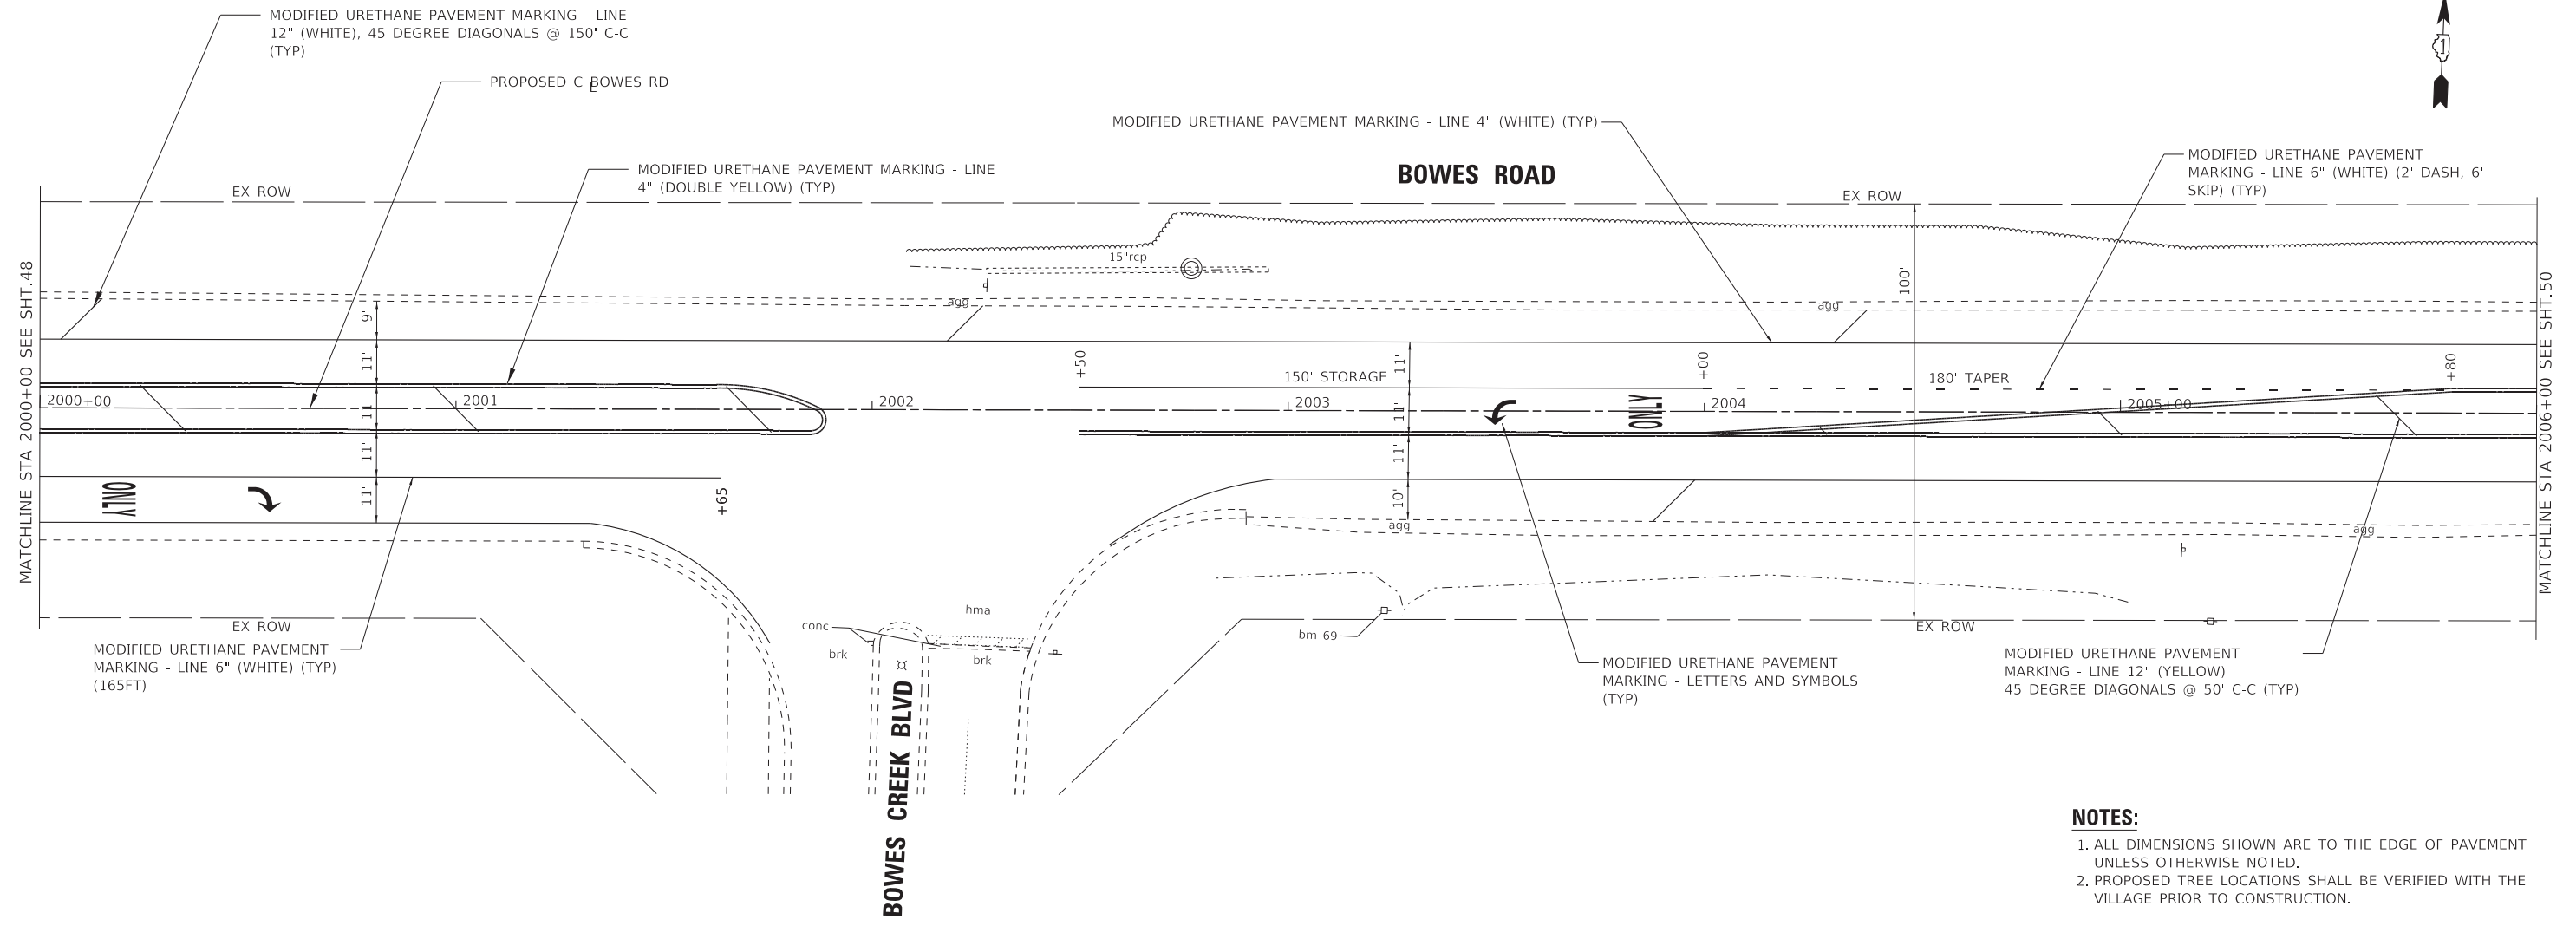 MODIFIED URETHANE PAVEMENT MARKING - LINE
12" (WHITE), 45 DEGREE DIAGONALS @ 150' C-C
(TYP)
PROPOSED CL BOWES RD
MODIFIED URETHANE PAVEMENT MARKING - LINE 4" (WHITE) (TYP)
MODIFIED URETHANE PAVEMENT MARKING - LINE
4" (DOUBLE YELLOW) (TYP)
BOWES ROAD
MODIFIED URETHANE PAVEMENT
MARKING - LINE 6" (WHITE) (2' DASH, 6'
SKIP) (TYP)
1
EX ROW
EX ROW
15"rcp
agg
agg
100'
MATCHLINE STA 2000+00 SEE SHT.48
MATCHLINE STA 2006+00 SEE SHT.50
9'
11'
11'
11'
11'
+50
150' STORAGE
11'
11'
11'
10'
+00
180' TAPER
+80
2000+00
2001
2002
2003
ONLY
2004
2005+00
ONLY
+65
agg
agg
EX ROW
EX ROW
conc
brk
hma
brk
bm 69
MODIFIED URETHANE PAVEMENT
MARKING - LINE 6" (WHITE) (TYP)
(165FT)
MODIFIED URETHANE PAVEMENT
MARKING - LETTERS AND SYMBOLS
(TYP)
MODIFIED URETHANE PAVEMENT
MARKING - LINE 12" (YELLOW)
45 DEGREE DIAGONALS @ 50' C-C (TYP)
BOWES CREEK BLVD
NOTES:
1. ALL DIMENSIONS SHOWN ARE TO THE EDGE OF PAVEMENT
UNLESS OTHERWISE NOTED.
2. PROPOSED TREE LOCATIONS SHALL BE VERIFIED WITH THE
VILLAGE PRIOR TO CONSTRUCTION.